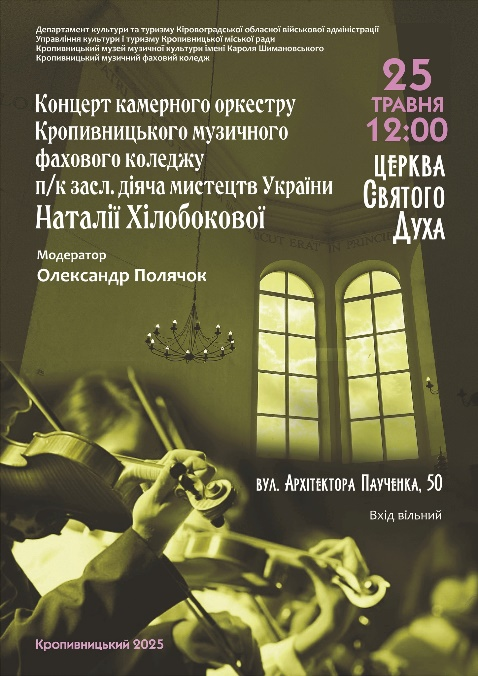 Департамент культури та туризму Кіровоградської обласної військової адміністрації
Управління культури і туризму Кропивницької міської ради
Кропивницький музей музичної культури імені Кароля Шимановського
Кропивницький музичний фаховий коледж
25
ТРАВНЯ
12:00
ЦЕРКВА
СВЯТОГО
ДУХА
Концерт камерного оркестру
Кропивницького музичного
фахового коледжу
п/к засл. діяча мистецтв України
Наталії Хілобокової
Модератор
Олександр Полячок
вул. Архітектора Паученка, 50
Вхід вільний
Кропивницький 2025